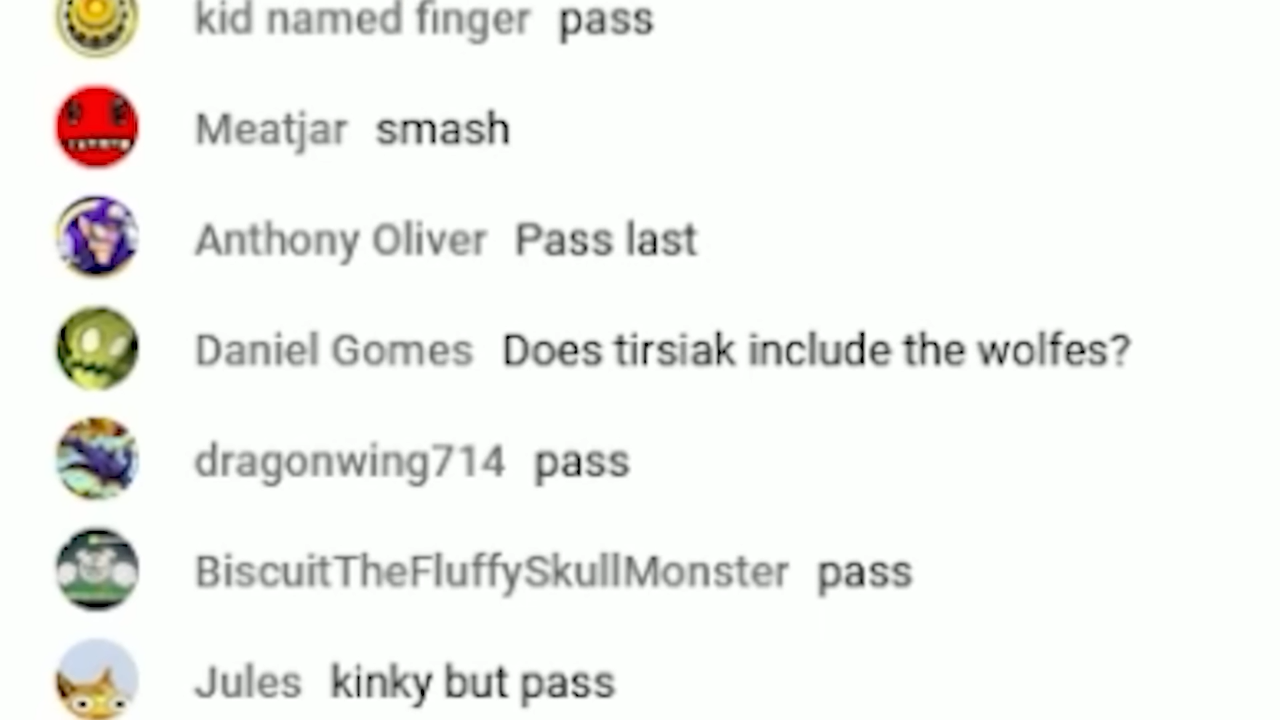 kid named finger pass
Meatjar smash
Anthony Oliver Pass last
Daniel Gomes Does tirsiak include the wolfes?
dragonwing714 pass
BiscuitTheFluffySkullMonster pass
Jules kinky but pass